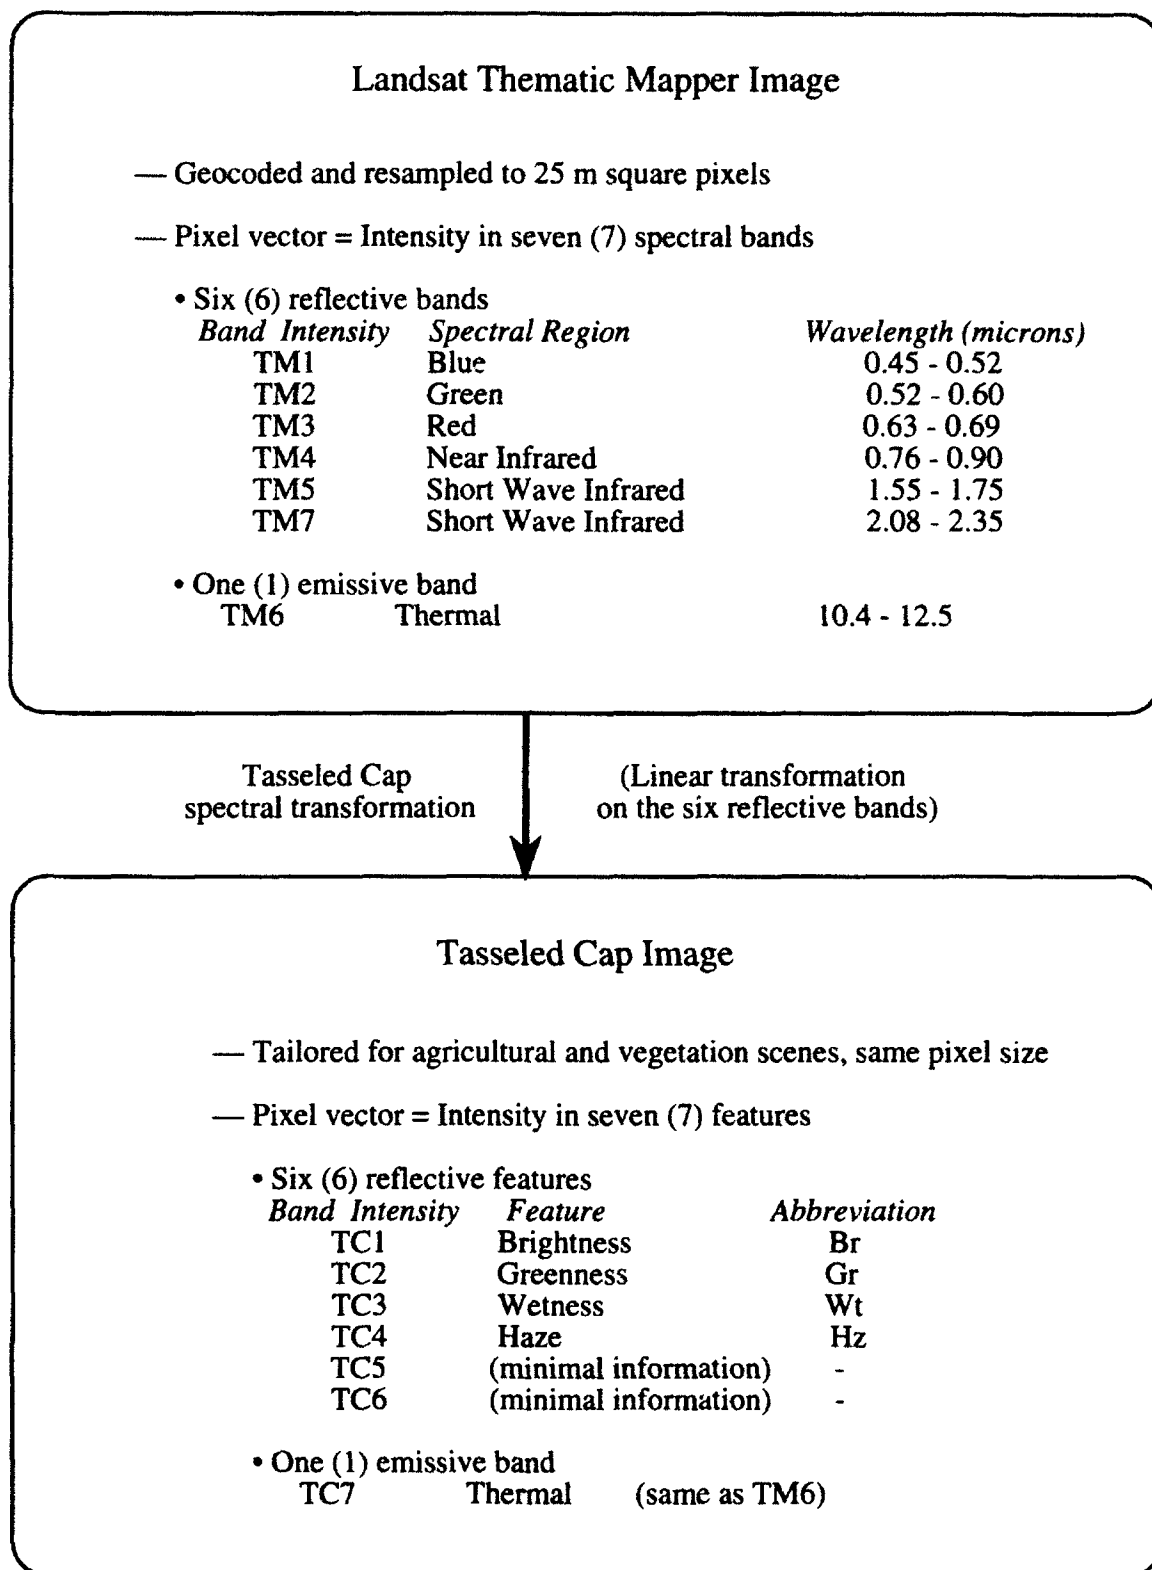 Landsat Thematic Mapper Image
— Geocoded and resampled to 25 m square pixels
— Pixel vector = Intensity in seven (7) spectral bands
• Six (6) reflective bands
Band Intensity Spectral Region Wavelength (microns)
TM1 Blue 0.45 - 0.52
TM2 Green 0.52 - 0.60
TM3 Red 0.63 - 0.69
TM4 Near Infrared 0.76 - 0.90
TM5 Short Wave Infrared 1.55 - 1.75
TM7 Short Wave Infrared 2.08 - 2.35
• One (1) emissive band
TM6 Thermal 10.4 - 12.5
Tasseled Cap (Linear transformation
spectral transformation on the six reflective bands)
Tasseled Cap Image
— Tailored for agricultural and vegetation scenes, same pixel size
— Pixel vector = Intensity in seven (7) features
• Six (6) reflective features
Band Intensity Feature Abbreviation
TC1 Brightness Br
TC2 Greenness Gr
TC3 Wetness Wt
TC4 Haze Hz
TC5 (minimal information) -
TC6 (minimal information) -
• One (1) emissive band
TC7 Thermal (same as TM6)